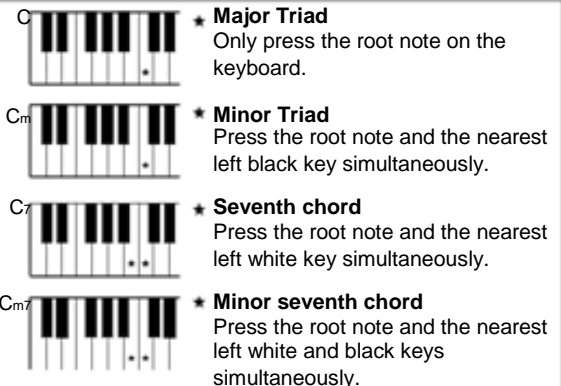 C
★ Major Triad
Only press the root note on the
keyboard.
Cm
★ Minor Triad
Press the root note and the nearest
left black key simultaneously.
C7
★ Seventh chord
Press the root note and the nearest
left white key simultaneously.
Cm7
★ Minor seventh chord
Press the root note and the nearest
left white and black keys
simultaneously.